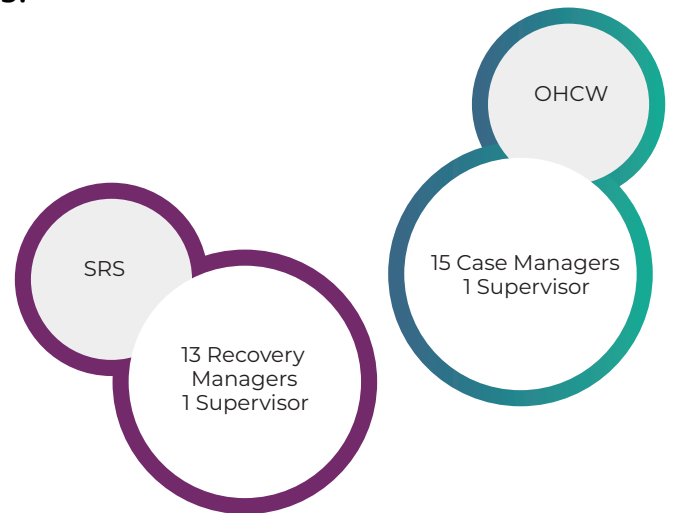 OHCW
15 Case Managers
1 Supervisor
SRS
13 Recovery
Managers
1 Supervisor